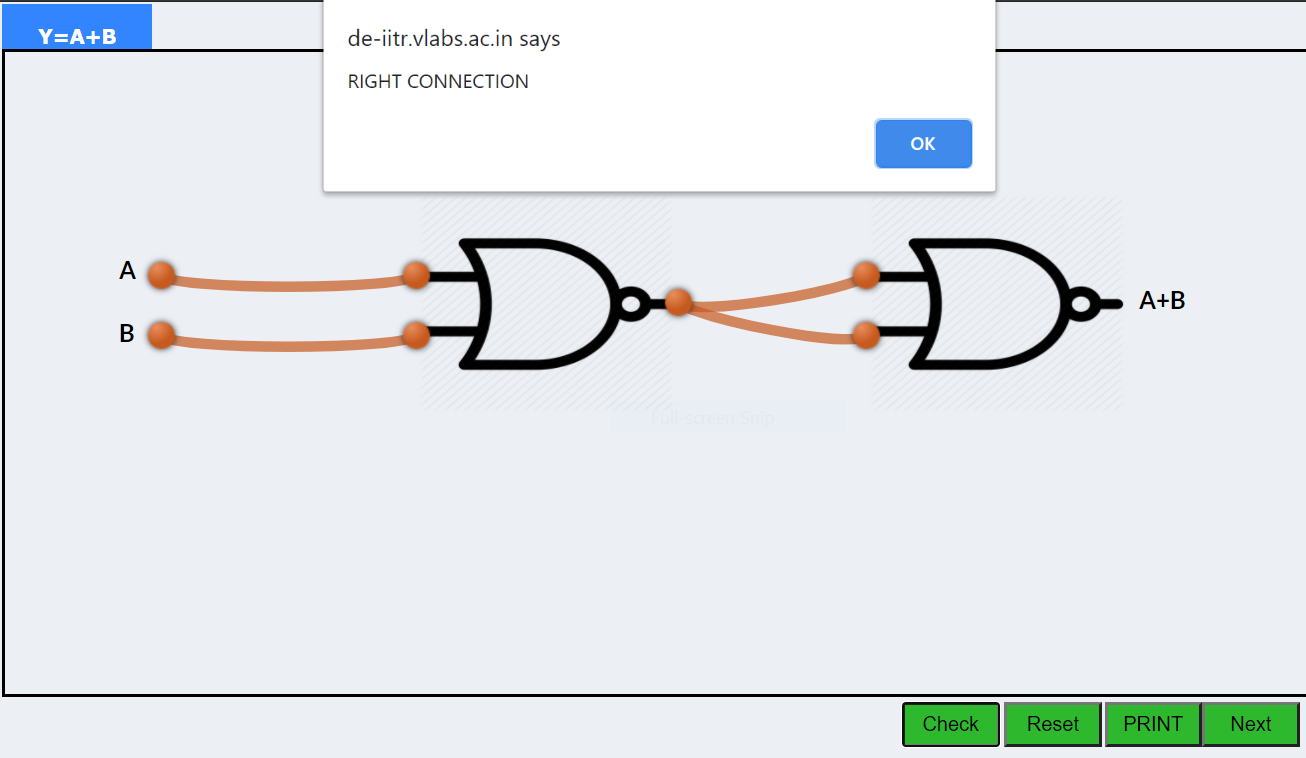 de-iitr.vlabs.ac.in says
RIGHT CONNECTION
OK
Y=A+B
A
B
A+B
Full-screen Snip
Check Reset PRINT Next